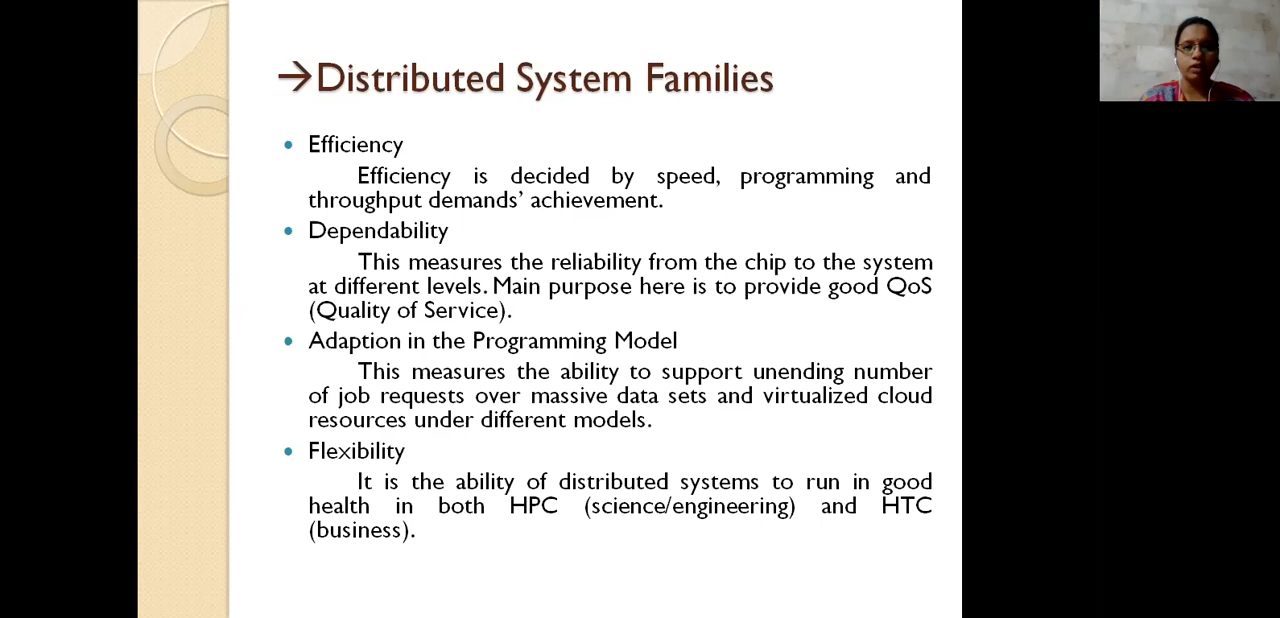 →Distributed System Families
• Efficiency
Efficiency is decided by speed, programming and
throughput demands’ achievement.
• Dependability
This measures the reliability from the chip to the system
at different levels. Main purpose here is to provide good QoS
(Quality of Service).
• Adaption in the Programming Model
This measures the ability to support unending number
of job requests over massive data sets and virtualized cloud
resources under different models.
• Flexibility
It is the ability of distributed systems to run in good
health in both HPC (science/engineering) and HTC
(business).